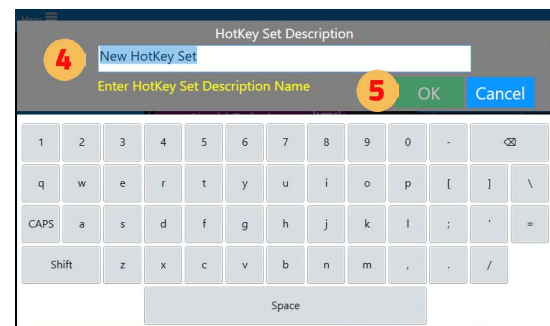 Menu
HotKey Set Description
4
New HotKey Set
Enter HotKey Set Description Name
5
OK Cancel
1 2 3 4 5 6 7 8 9 0 - ⌫
q w e r t y u i o p [ ] \
CAPS a s d f g h j k l ; ' =
Shift z x c v b n m , . /
Space